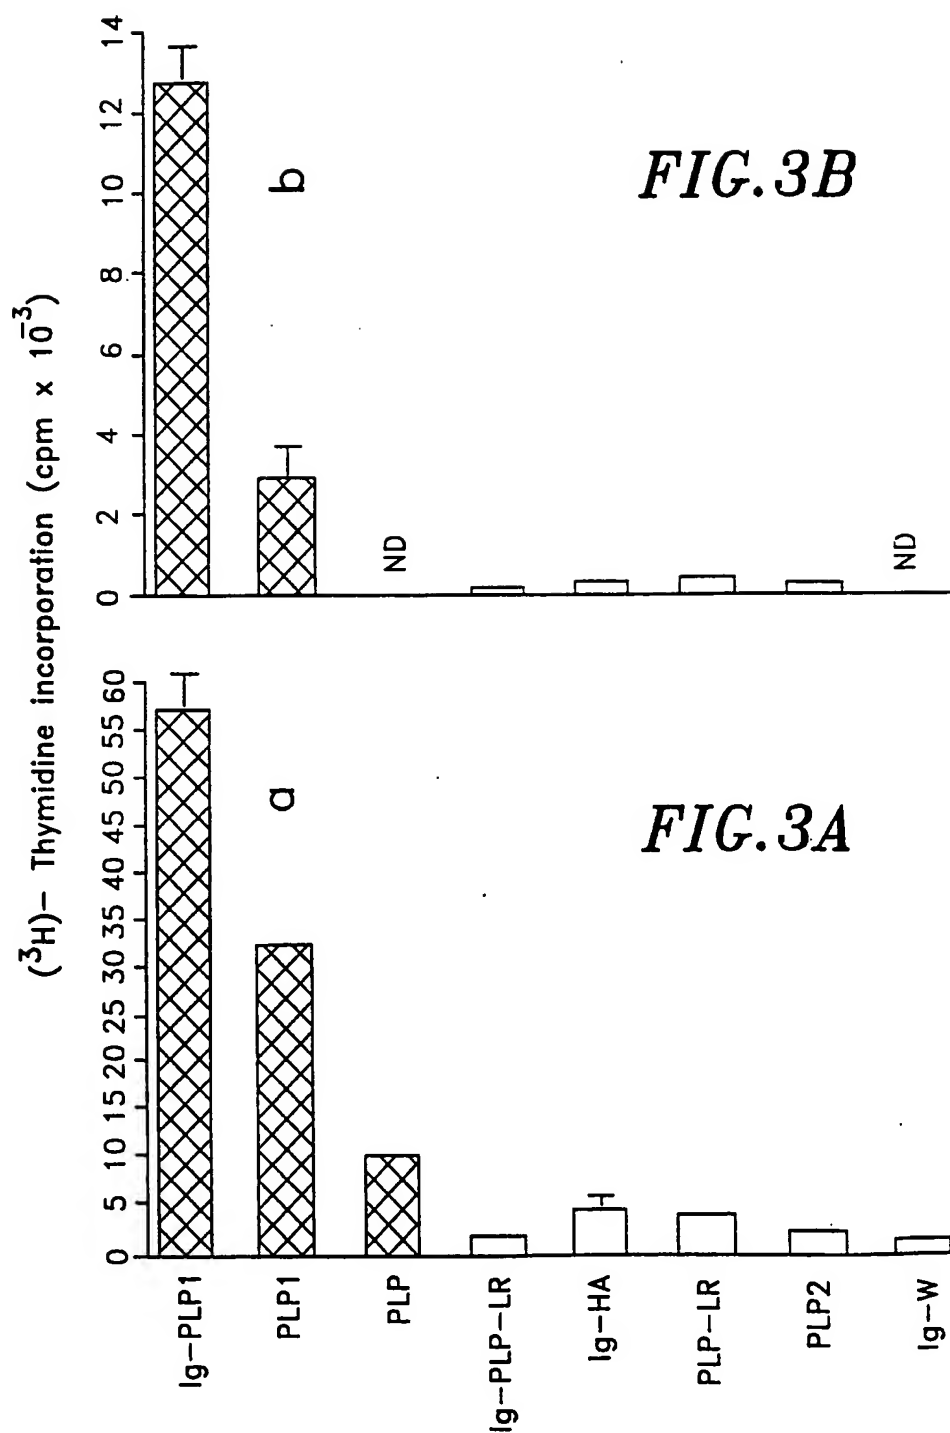 (³H)– Thymidine incorporation (cpm x 10⁻³)
0 5 10 15 20 25 30 35 40 45 50 55 60
0 2 4 6 8 10 12 14
Ig–PLP1
PLP1
PLP
Ig–PLP–LR
Ig–HA
PLP–LR
PLP2
Ig–W
a
FIG.3A
ND
ND
b
FIG.3B